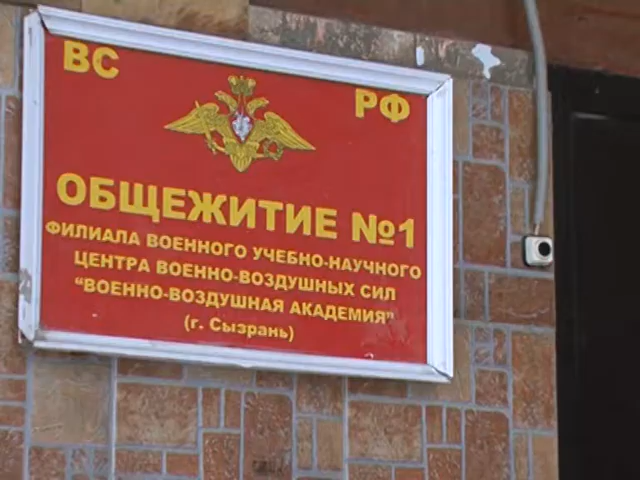 ВС
РФ
ОБЩЕЖИТИЕ №1
ФИЛИАЛА ВОЕННОГО УЧЕБНО-НАУЧНОГО
ЦЕНТРА ВОЕННО-ВОЗДУШНЫХ СИЛ
"ВОЕННО-ВОЗДУШНАЯ АКАДЕМИЯ"
(г. Сызрань)